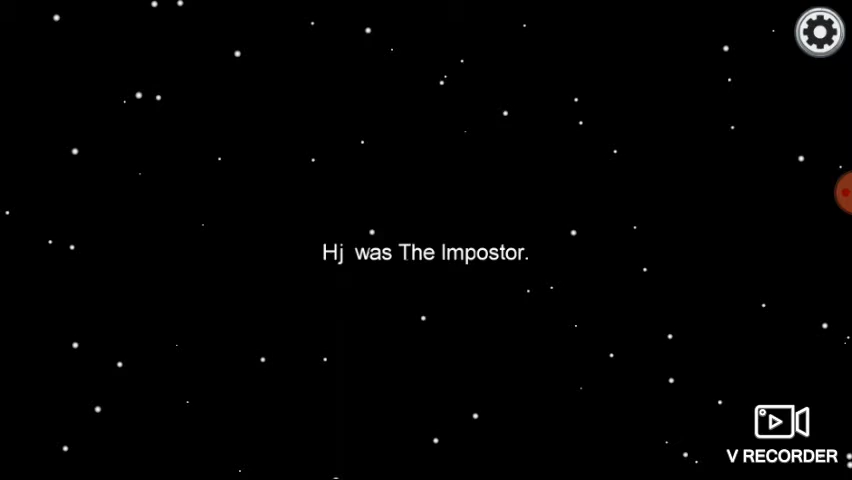 Hj was The Impostor.
V RECORDER